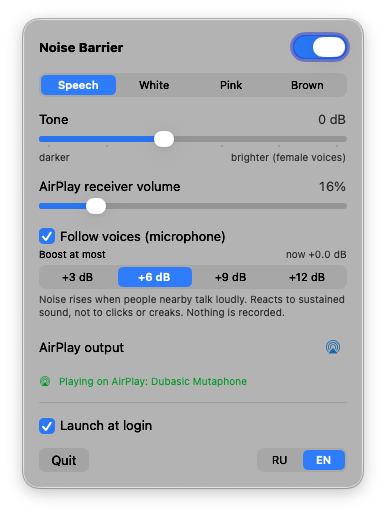 Noise Barrier
Speech White Pink Brown
Tone 0 dB
darker brighter (female voices)
AirPlay receiver volume 16%
Follow voices (microphone)
Boost at most now +0.0 dB
+3 dB +6 dB +9 dB +12 dB
Noise rises when people nearby talk loudly. Reacts to sustained
sound, not to clicks or creaks. Nothing is recorded.
AirPlay output
Playing on AirPlay: Dubasic Mutaphone
Launch at login
Quit RU EN